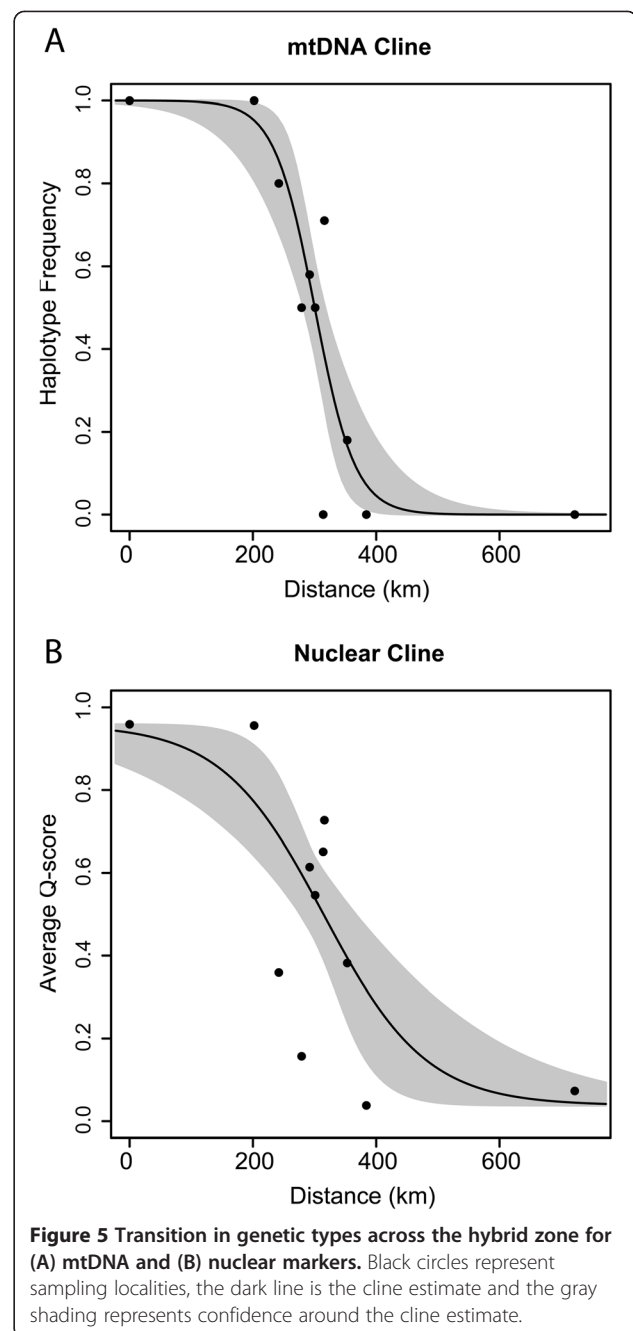 A
mtDNA Cline
Haplotype Frequency
1.0
0.8
0.6
0.4
0.2
0.0
0 200 400 600
Distance (km)
B
Nuclear Cline
Average Q-score
1.0
0.8
0.6
0.4
0.2
0.0
0 200 400 600
Distance (km)
Figure 5 Transition in genetic types across the hybrid zone for
(A) mtDNA and (B) nuclear markers. Black circles represent
sampling localities, the dark line is the cline estimate and the gray
shading represents confidence around the cline estimate.